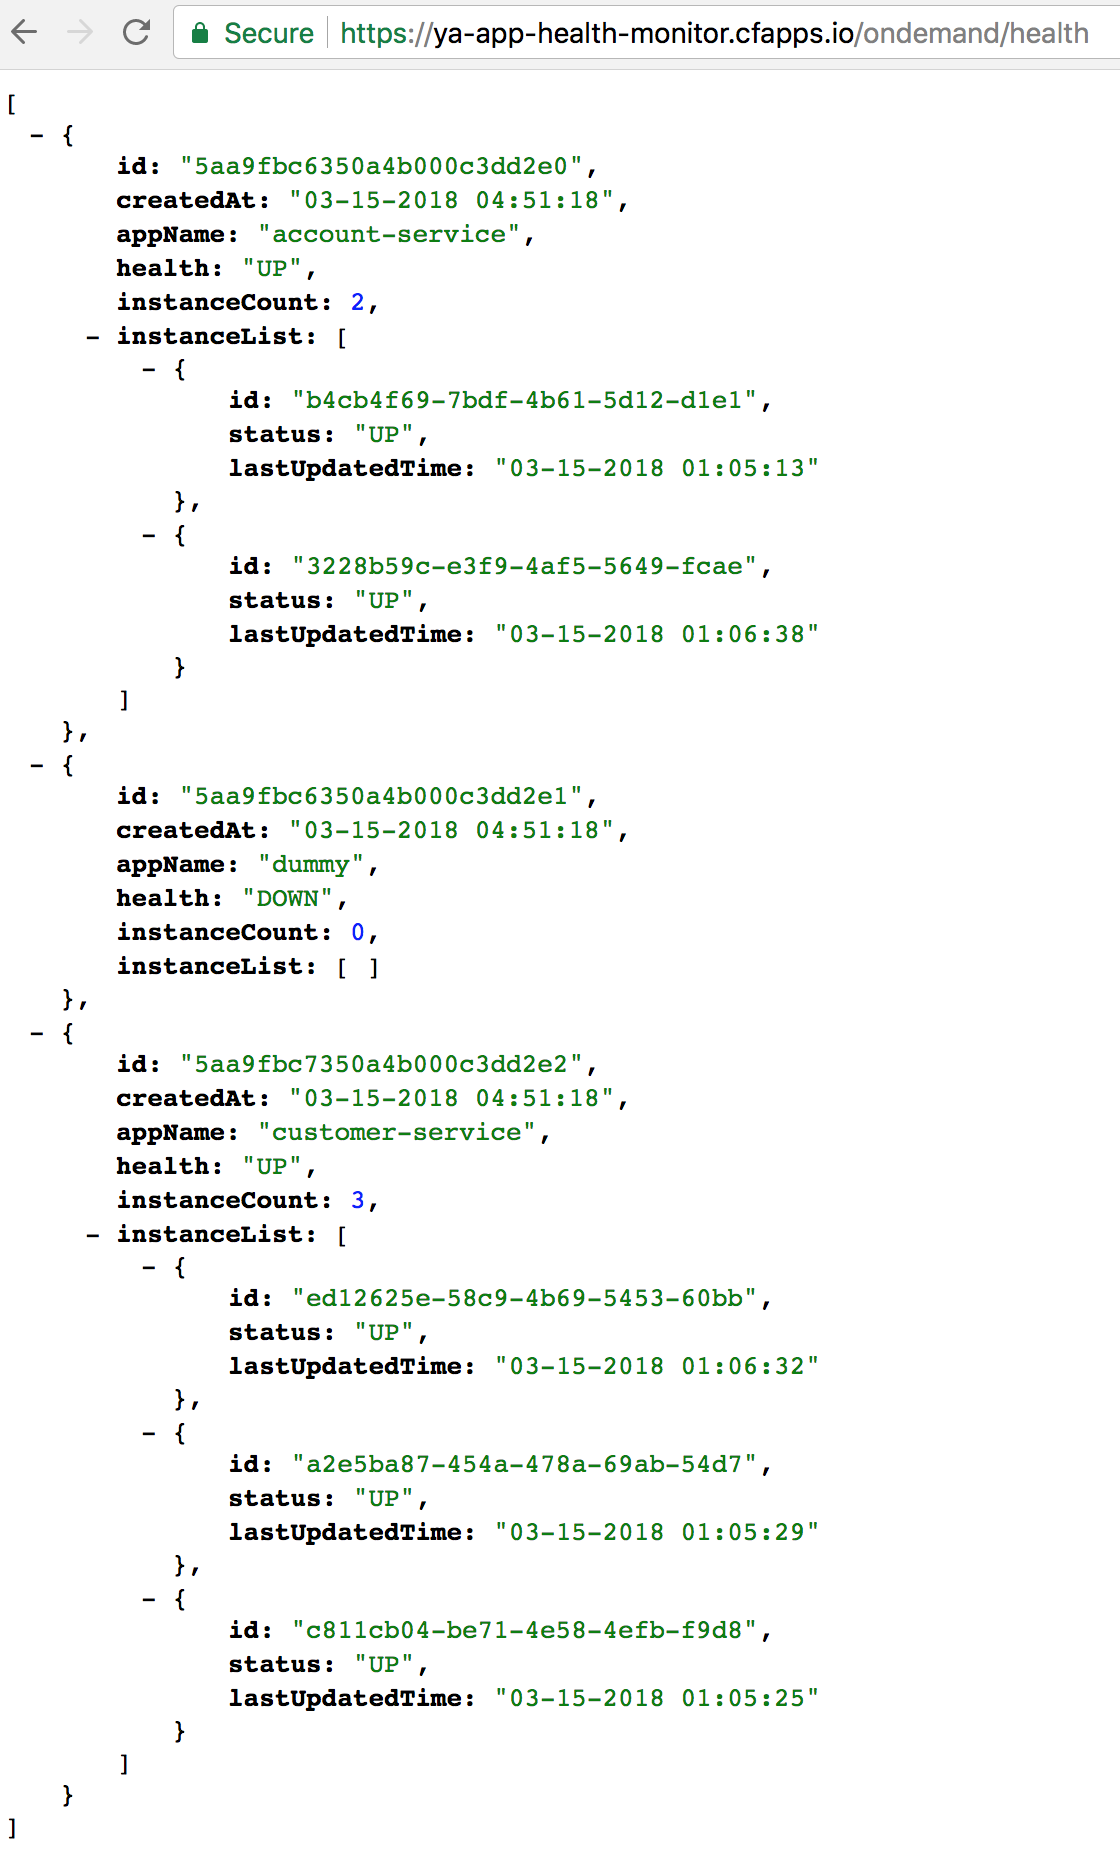 Secure https://ya-app-health-monitor.cfapps.io/ondemand/health
[
- {
id: "5aa9fbc6350a4b000c3dd2e0",
createdAt: "03-15-2018 04:51:18",
appName: "account-service",
health: "UP",
instanceCount: 2,
- instanceList: [
- {
id: "b4cb4f69-7bdf-4b61-5d12-d1e1",
status: "UP",
lastUpdatedTime: "03-15-2018 01:05:13"
},
- {
id: "3228b59c-e3f9-4af5-5649-fcae",
status: "UP",
lastUpdatedTime: "03-15-2018 01:06:38"
}
]
},
- {
id: "5aa9fbc6350a4b000c3dd2e1",
createdAt: "03-15-2018 04:51:18",
appName: "dummy",
health: "DOWN",
instanceCount: 0,
instanceList: [ ]
},
- {
id: "5aa9fbc7350a4b000c3dd2e2",
createdAt: "03-15-2018 04:51:18",
appName: "customer-service",
health: "UP",
instanceCount: 3,
- instanceList: [
- {
id: "ed12625e-58c9-4b69-5453-60bb",
status: "UP",
lastUpdatedTime: "03-15-2018 01:06:32"
},
- {
id: "a2e5ba87-454a-478a-69ab-54d7",
status: "UP",
lastUpdatedTime: "03-15-2018 01:05:29"
},
- {
id: "c811cb04-be71-4e58-4efb-f9d8",
status: "UP",
lastUpdatedTime: "03-15-2018 01:05:25"
}
]
}
]